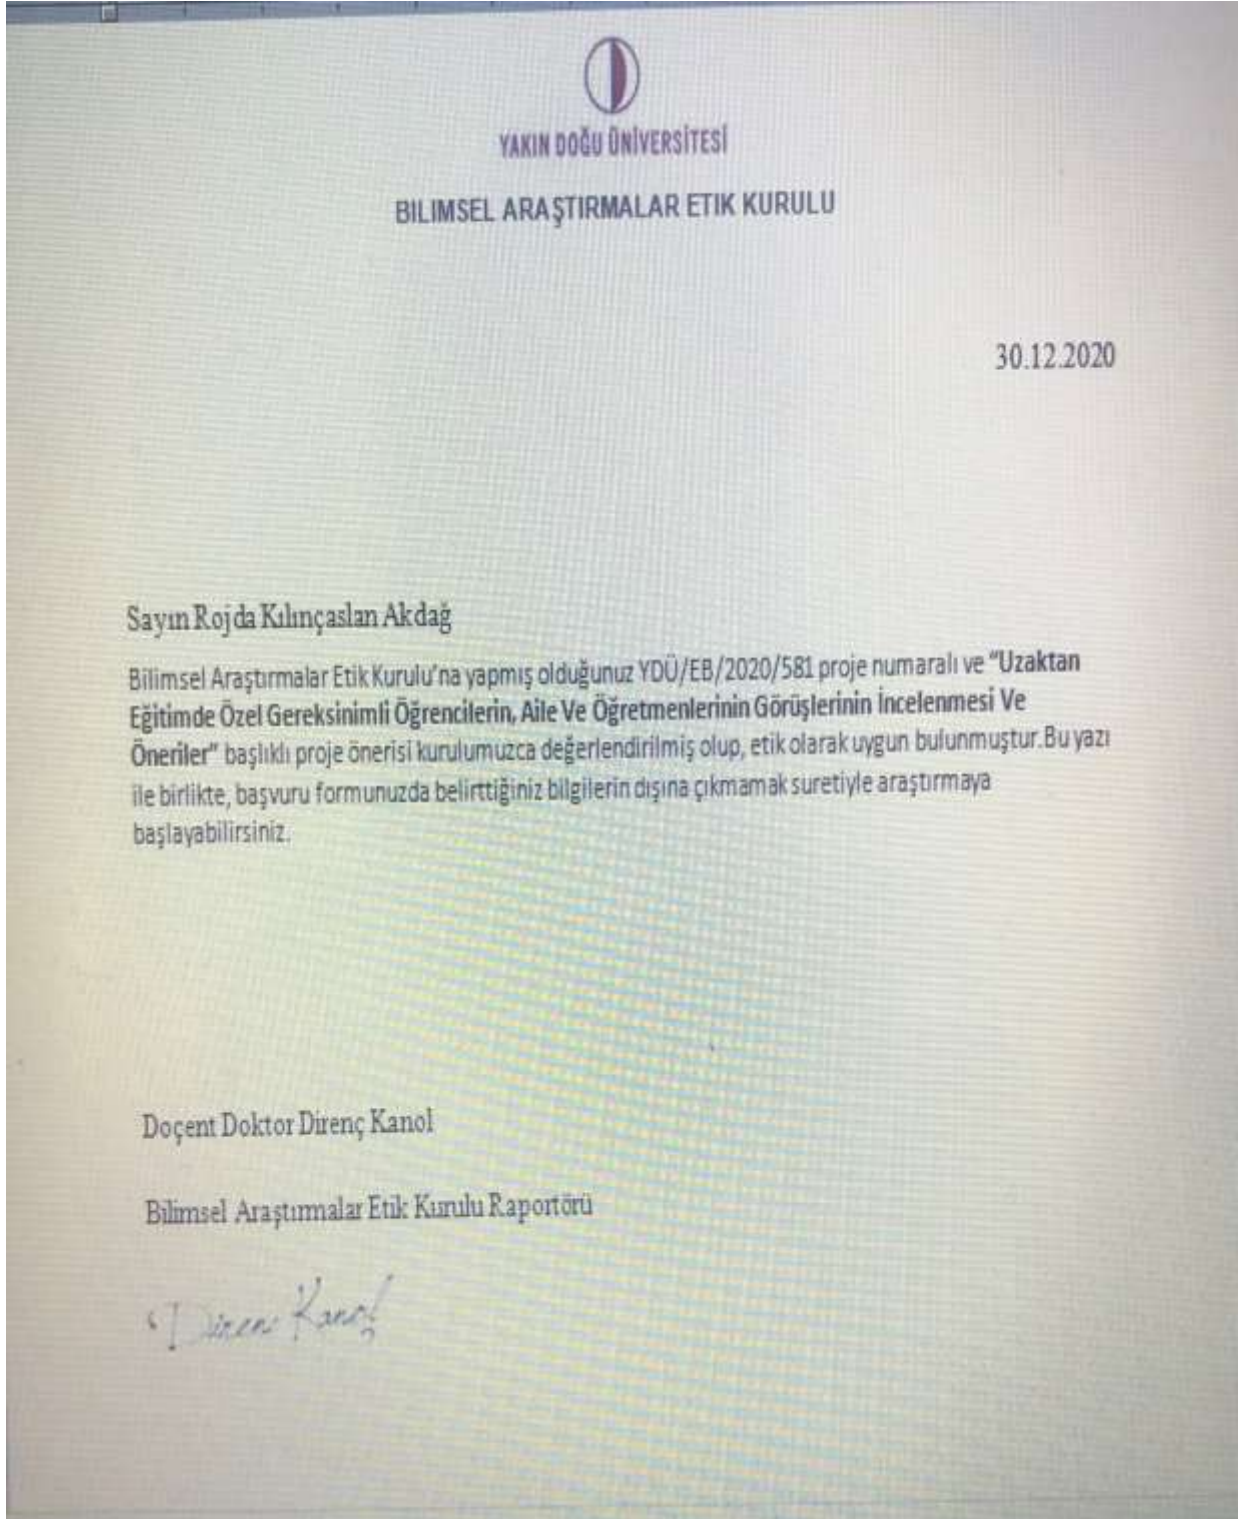 YAKIN DOĞU ÜNİVERSİTESİ
BILIMSEL ARAŞTIRMALAR ETIK KURULU
30.12.2020
Sayın Rojda Kılınçaslan Akdağ
Bilimsel Araştırmalar Etik Kurulu'na yapmış olduğunuz YDÜ/EB/2020/581 proje numaralı ve "Uzaktan
Eğitimde Özel Gereksinimli Öğrencilerin, Aile Ve Öğretmenlerinin Görüşlerinin İncelenmesi Ve
Öneriler" başlıklı proje önerisi kurulumuzca değerlendirilmiş olup, etik olarak uygun bulunmuştur.Bu yazı
ile birlikte, başvuru formunuzda belirttiğiniz bilgilerin dışına çıkmamak suretiyle araştırmaya
başlayabilirsiniz.
Doçent Doktor Direnç Kanol
Bilimsel Araştırmalar Etik Kurulu Raportörü
Direnç Kanol